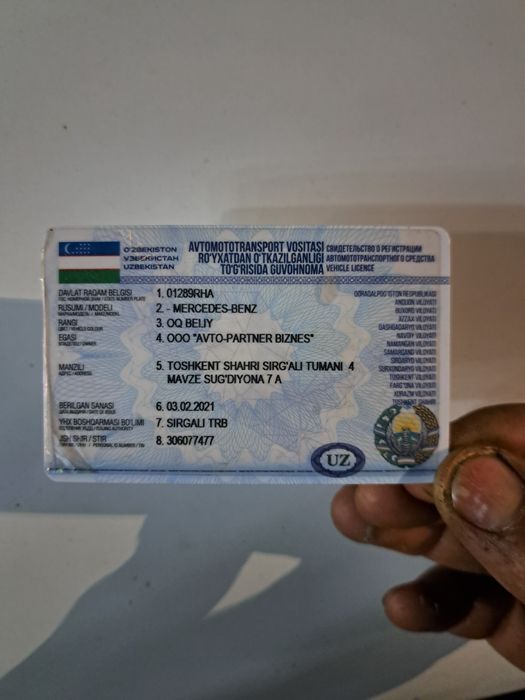 O'ZBEKISTON
ЎЗБЕКИСТАН
UZBEKISTAN
AVTOMOTOTRANSPORT VOSITASI
RO'YXATDAN O'TKAZILGANLIGI
TO'G'RISIDA GUVOHNOMA
СВИДЕТЕЛЬСТВО О РЕГИСТРАЦИИ
АВТОМОТОТРАНСПОРТНОГО СРЕДСТВА
VEHICLE LICENCE
DAVLAT RAQAM BELGISI 1. 01289RHA
RUSUMI / MODELI 2. - MERCEDES-BENZ
RANGI 3. OQ BELIY
EGASI 4. OOO "AVTO-PARTNER BIZNES"
MANZILI 5. TOSHKENT SHAHRI SIRG'ALI TUMANI 4
MAVZE SUG'DIYONA 7 A
BERILGAN SANASI 6. 03.02.2021
YHX BOSHQARMASI BO'LIMI 7. SIRGALI TRB
JSH SHIR / STIR 8. 306077477
QORAQALPOG'ISTON RESPUBLIKASI
ANDIJON VILOYATI
BUXORO VILOYATI
JIZZAX VILOYATI
QASHQADARYO VILOYATI
NAVOIY VILOYATI
NAMANGAN VILOYATI
SAMARQAND VILOYATI
SIRDARYO VILOYATI
SURXONDARYO VILOYATI
TOSHKENT VILOYATI
FARG'ONA VILOYATI
XORAZM VILOYATI
TOSHKENT SHAHRI
UZ